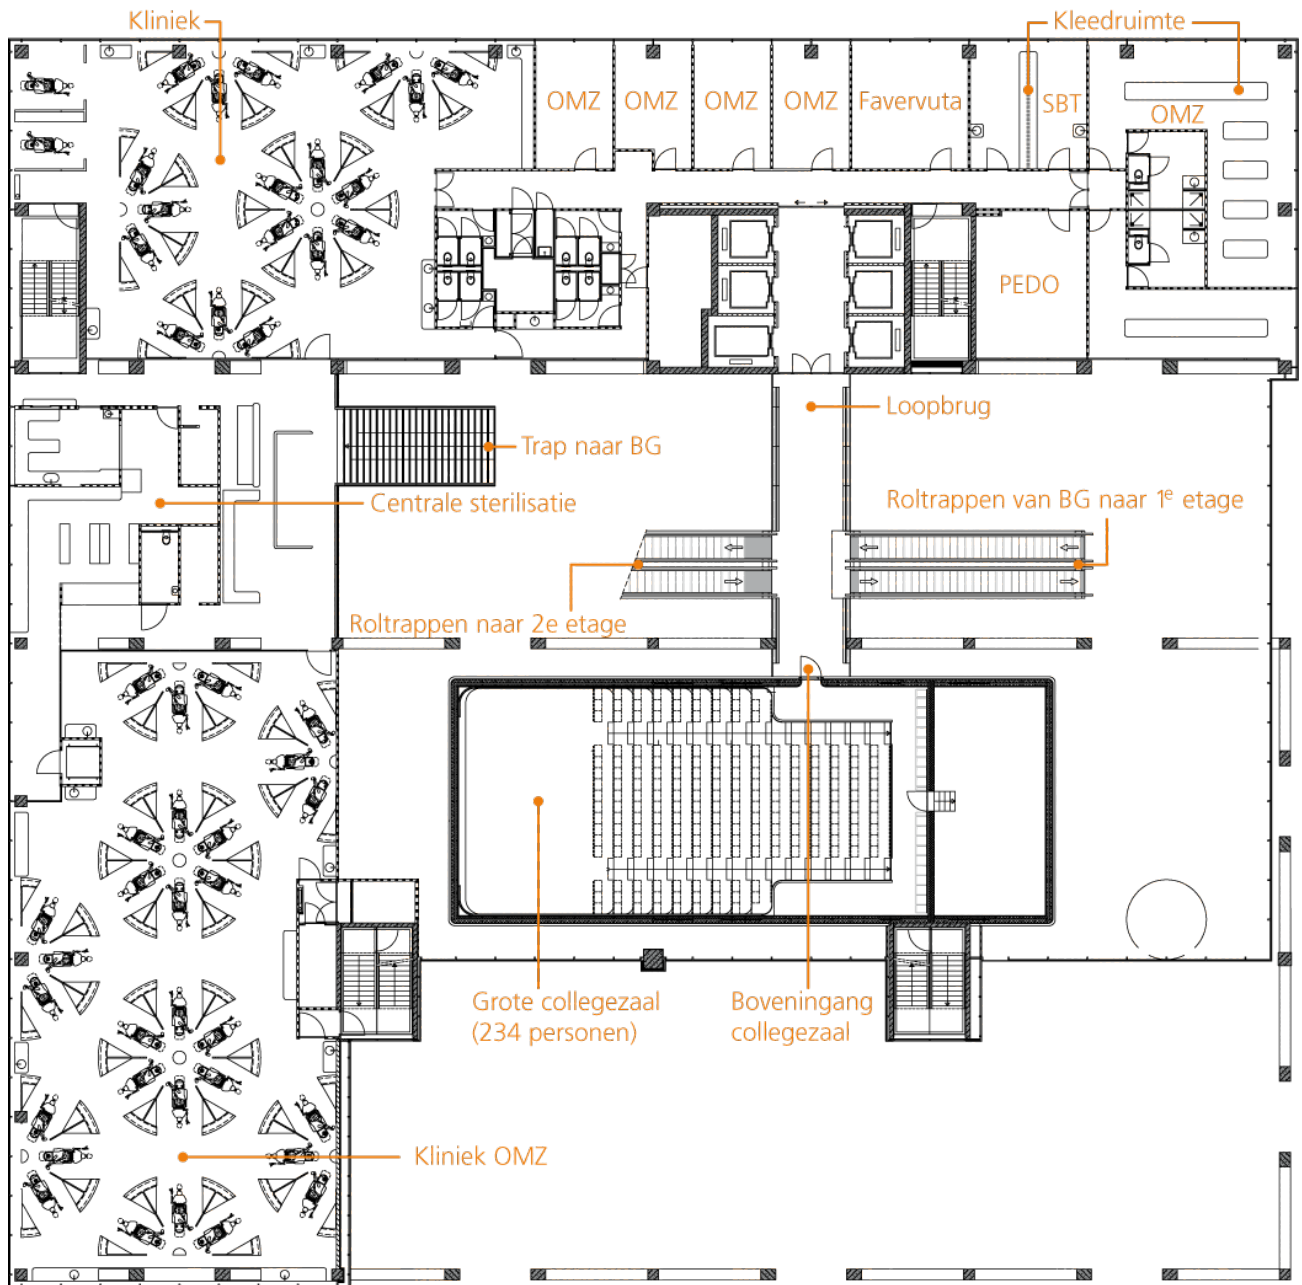 Kliniek
Kleedruimte
OMZ
OMZ
OMZ
OMZ
Favervuta
SBT
OMZ
PEDO
Loopbrug
Trap naar BG
Centrale sterilisatie
Roltrappen van BG naar 1e etage
Roltrappen naar 2e etage
Grote collegezaal
(234 personen)
Boveningang
collegezaal
Kliniek OMZ